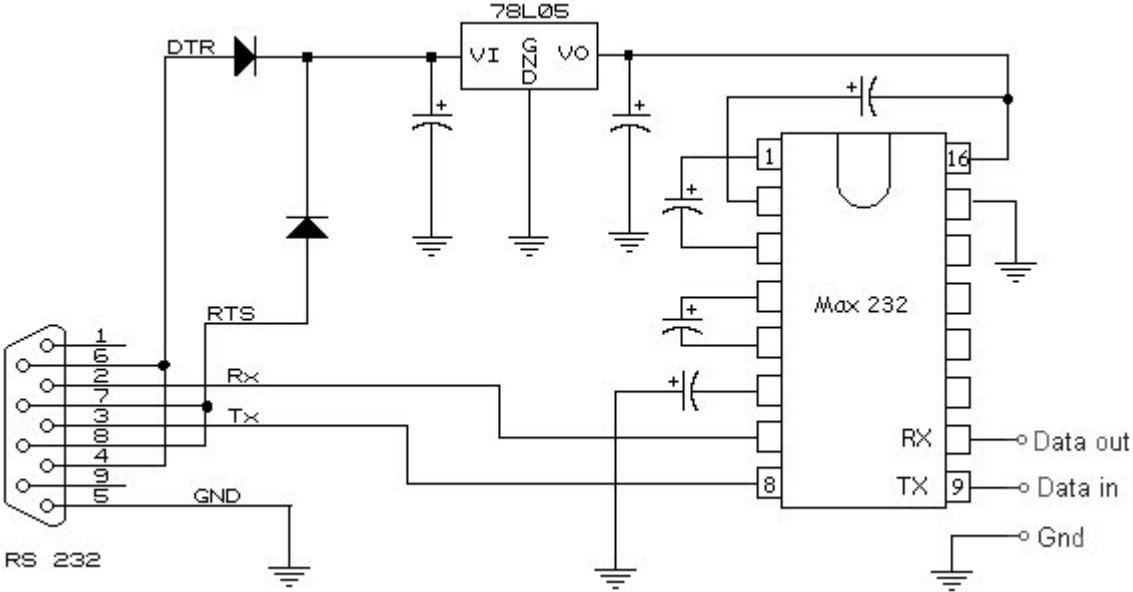 78L05
DTR
VI
GND
VO
+
+
+
1
16
+
+
RTS
Max 232
+
1
6
2
Rx
7
3
Tx
8
4
9
5
GND
+
RX
Data out
8
TX
9
Data in
Gnd
RS 232